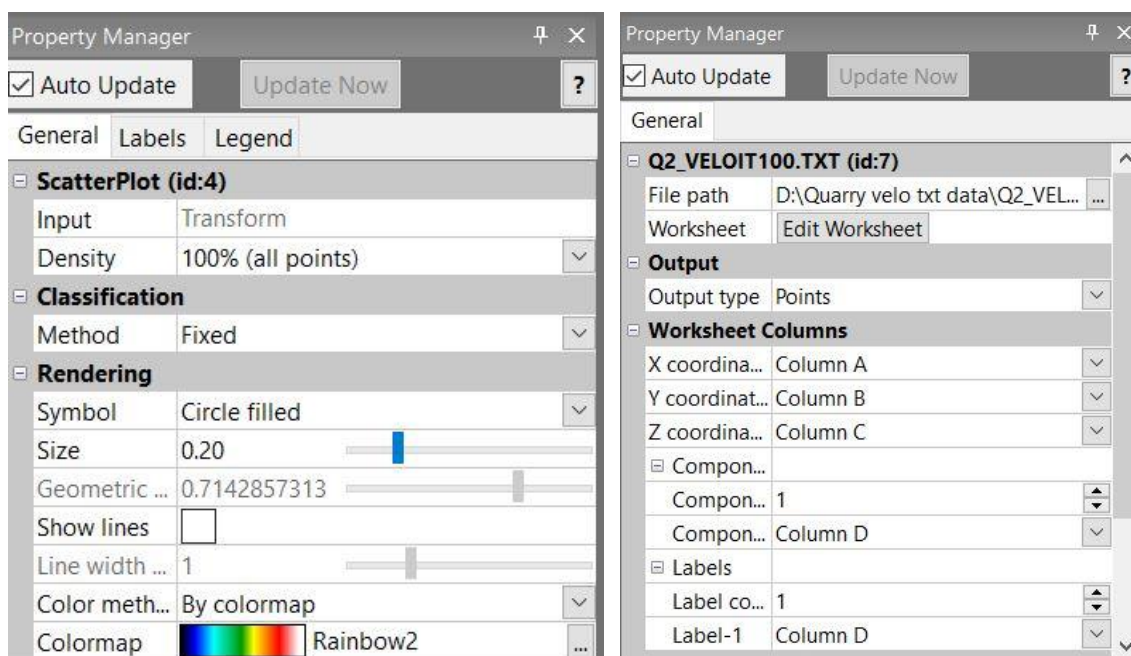 Property Manager
Auto Update Update Now ?
General Labels Legend
ScatterPlot (id:4)
Input Transform
Density 100% (all points)
Classification
Method Fixed
Rendering
Symbol Circle filled
Size 0.20
Geometric ... 0.7142857313
Show lines
Line width ... 1
Color meth... By colormap
Colormap Rainbow2 ...
Property Manager
Auto Update Update Now ?
General
Q2_VELOIT100.TXT (id:7)
File path D:\Quarry velo txt data\Q2_VEL... ...
Worksheet Edit Worksheet
Output
Output type Points
Worksheet Columns
X coordina... Column A
Y coordinat... Column B
Z coordina... Column C
Compon...
Compon... 1
Compon... Column D
Labels
Label co... 1
Label-1 Column D